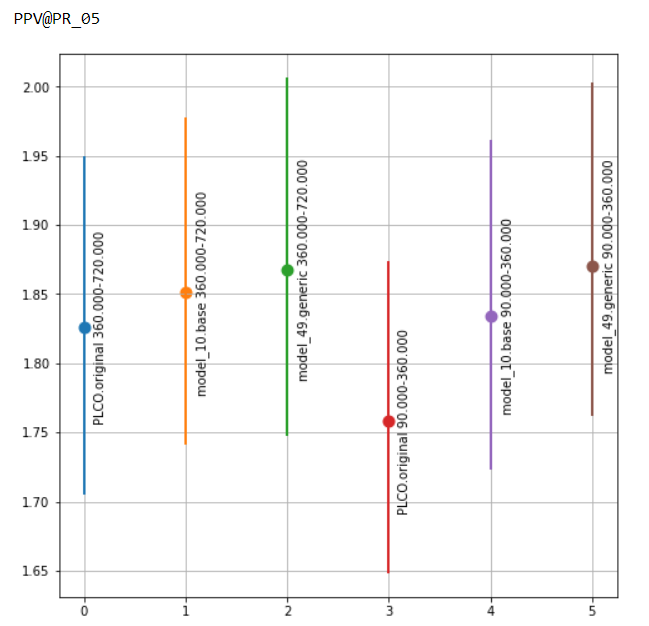 PPV@PR_05
2.00
1.95
1.90
1.85
1.80
1.75
1.70
1.65
PLCO.original 360.000-720.000
model_10.base 360.000-720.000
model_49.generic 360.000-720.000
PLCO.original 90.000-360.000
model_10.base 90.000-360.000
model_49.generic 90.000-360.000
0 1 2 3 4 5